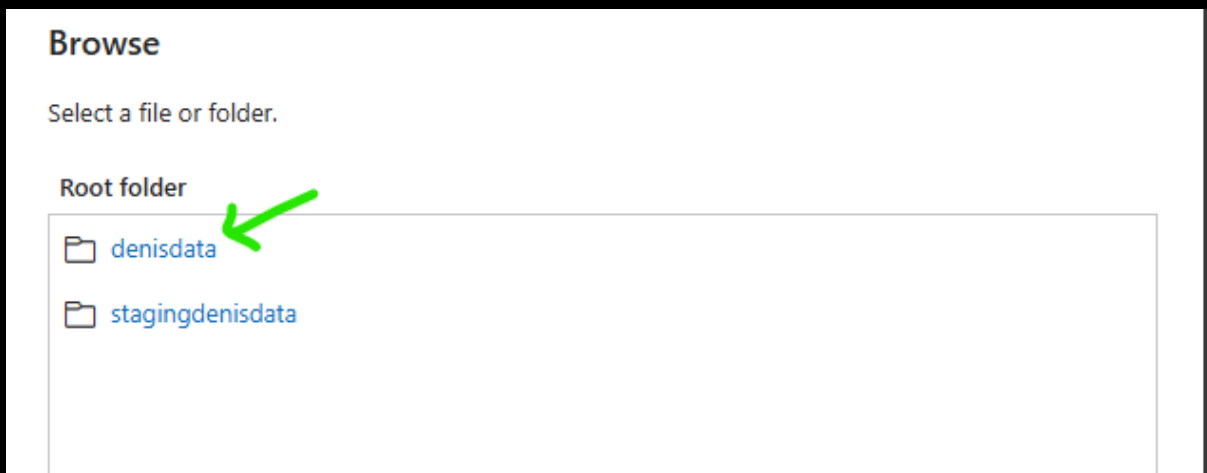 Browse
Select a file or folder.
Root folder
denisdata
stagingdenisdata